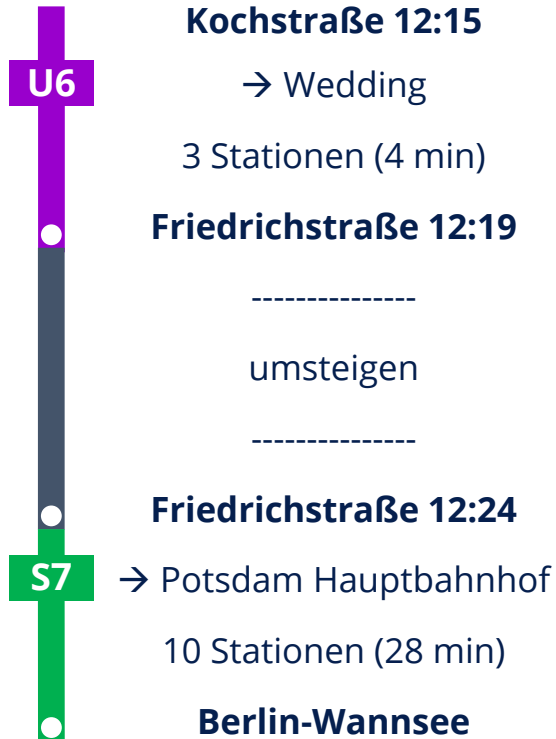 Kochstraße 12:15
U6
→ Wedding
3 Stationen (4 min)
Friedrichstraße 12:19
---------------
umsteigen
---------------
Friedrichstraße 12:24
S7
→ Potsdam Hauptbahnhof
10 Stationen (28 min)
Berlin-Wannsee